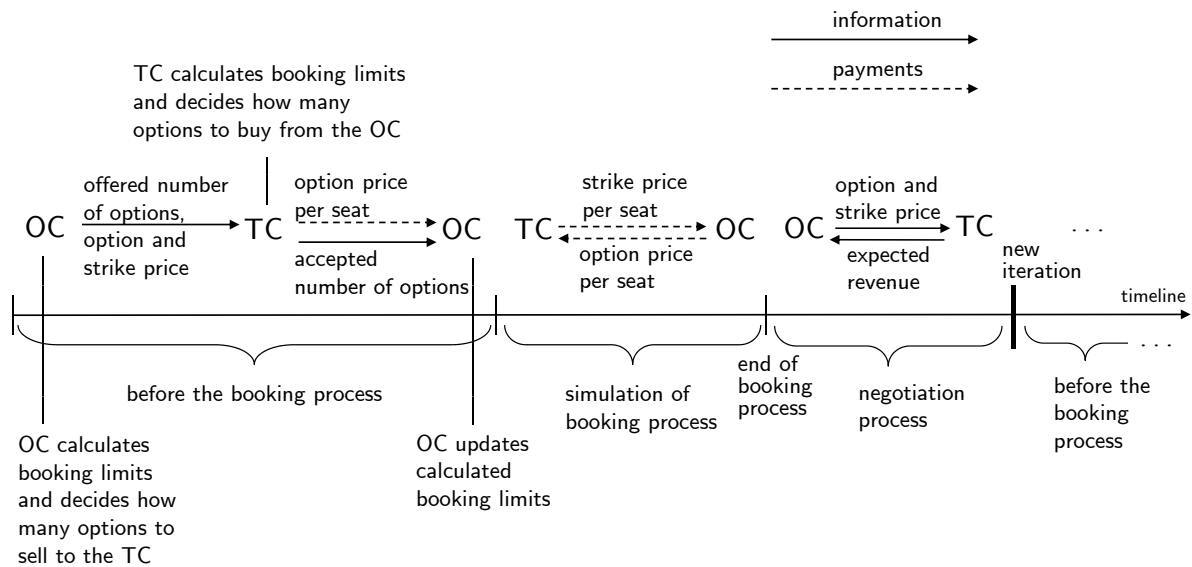 information
payments
TC calculates booking limits
and decides how many
options to buy from the OC
offered number
of options,
option and
strike price
option price
per seat
accepted
number of options
strike price
per seat
option price
per seat
option and
strike price
expected
revenue
OC
TC
OC
TC
OC
OC
TC
. . .
new
iteration
timeline
before the booking process
simulation of
booking process
end of
booking
process
negotiation
process
before the
booking
process
. . .
OC calculates
booking limits
and decides how
many options to
sell to the TC
OC updates
calculated
booking limits